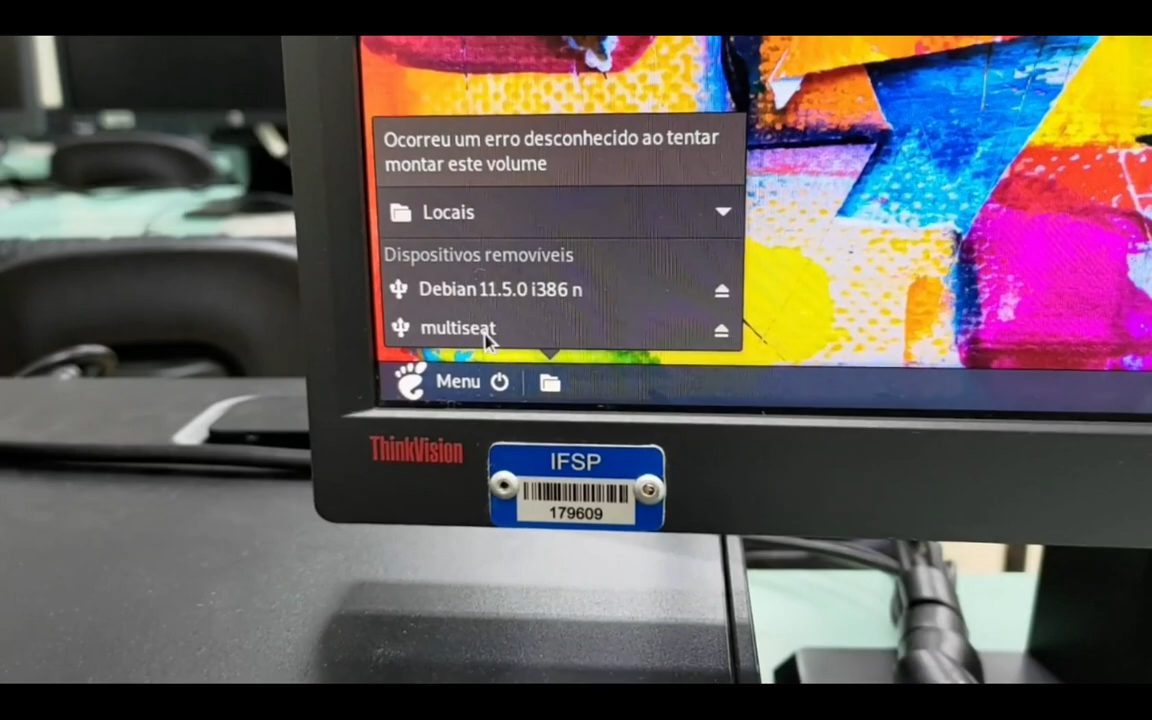 Ocorreu um erro desconhecido ao tentar
montar este volume
Locais
Dispositivos removíveis
Debian 11.5.0 i386 n
multiseat
Menu
ThinkVision
IFSP
179609